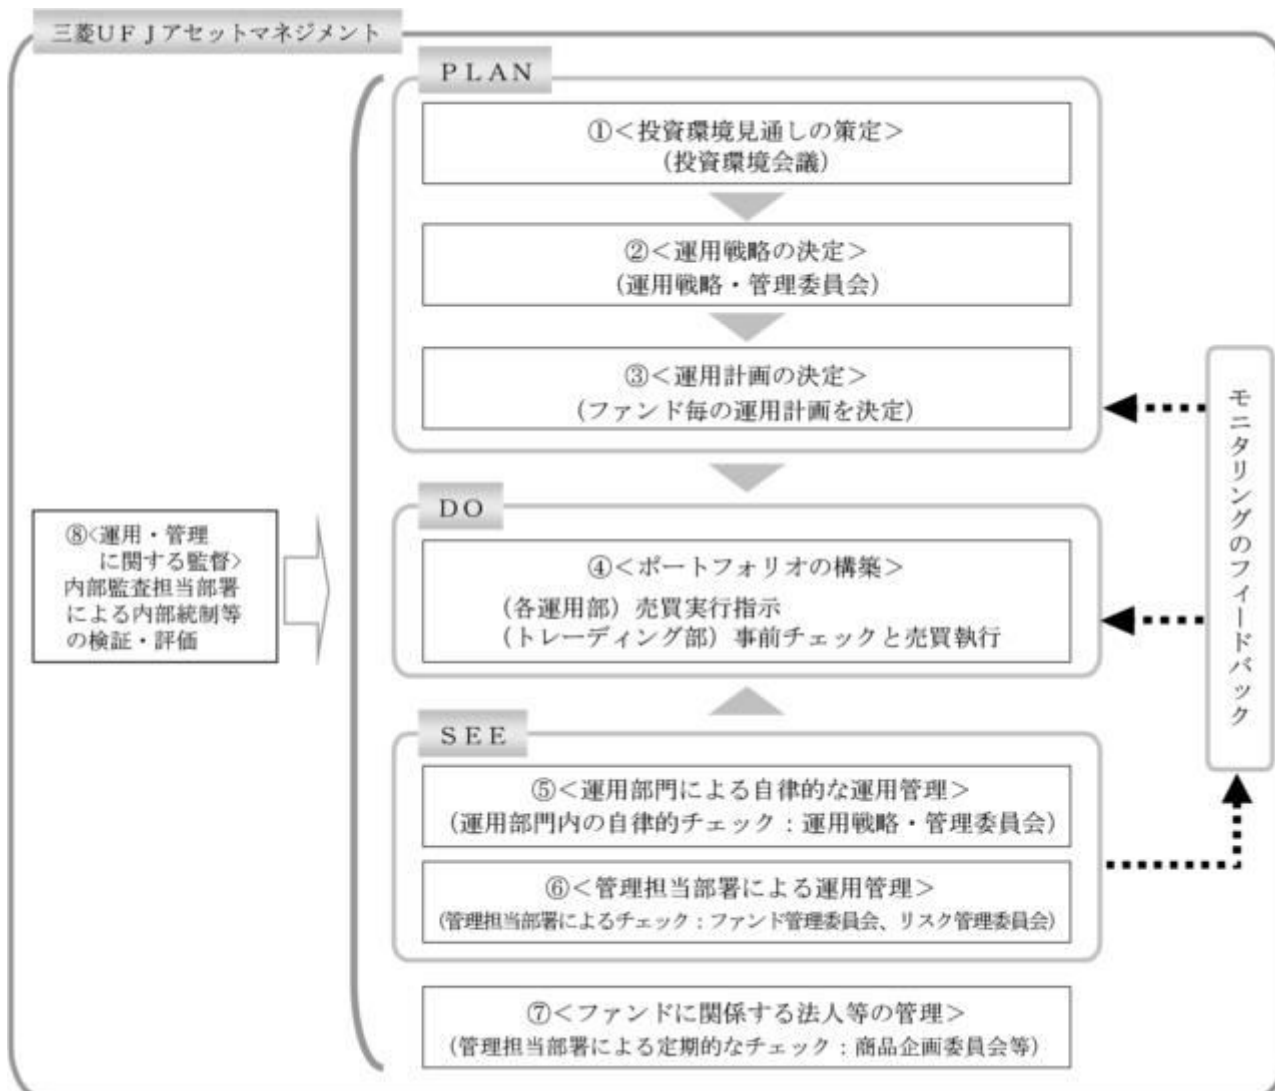 三菱ＵＦＪアセットマネジメント
ＰＬＡＮ
①＜投資環境見通しの策定＞
（投資環境会議）
②＜運用戦略の決定＞
（運用戦略・管理委員会）
③＜運用計画の決定＞
（ファンド毎の運用計画を決定）
ＤＯ
④＜ポートフォリオの構築＞
（各運用部）売買実行指示
（トレーディング部）事前チェックと売買執行
ＳＥＥ
⑤＜運用部門による自律的な運用管理＞
（運用部門内の自律的チェック：運用戦略・管理委員会）
⑥＜管理担当部署による運用管理＞
（管理担当部署によるチェック：ファンド管理委員会、リスク管理委員会）
⑦＜ファンドに関係する法人等の管理＞
（管理担当部署による定期的なチェック：商品企画委員会等）
⑧＜運用・管理
に関する監督＞
内部監査担当部署
による内部統制等
の検証・評価
モニタリングのフィードバック